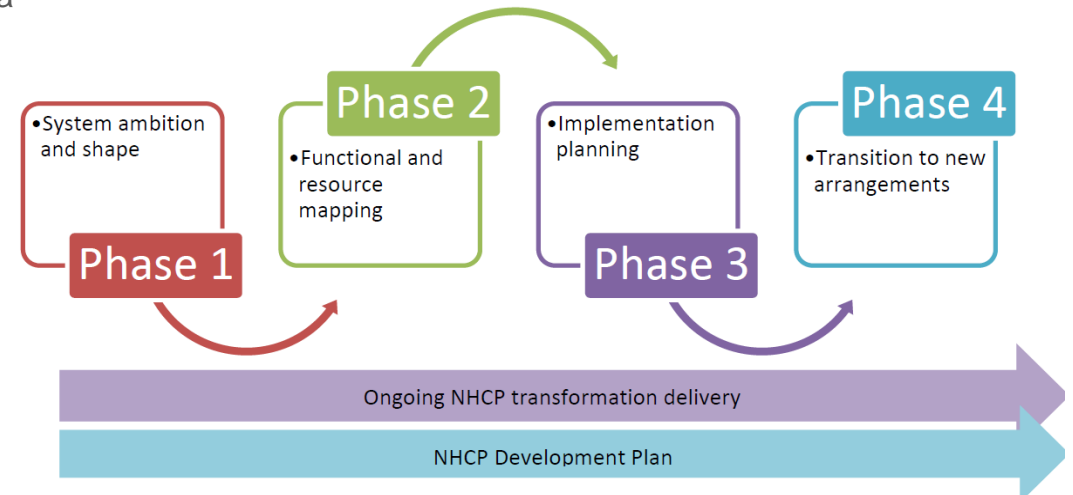 a
•System ambition
and shape
Phase 1
Phase 2
•Functional and
resource
mapping
•Implementation
planning
Phase 3
Phase 4
•Transition to new
arrangements
Ongoing NHCP transformation delivery
NHCP Development Plan